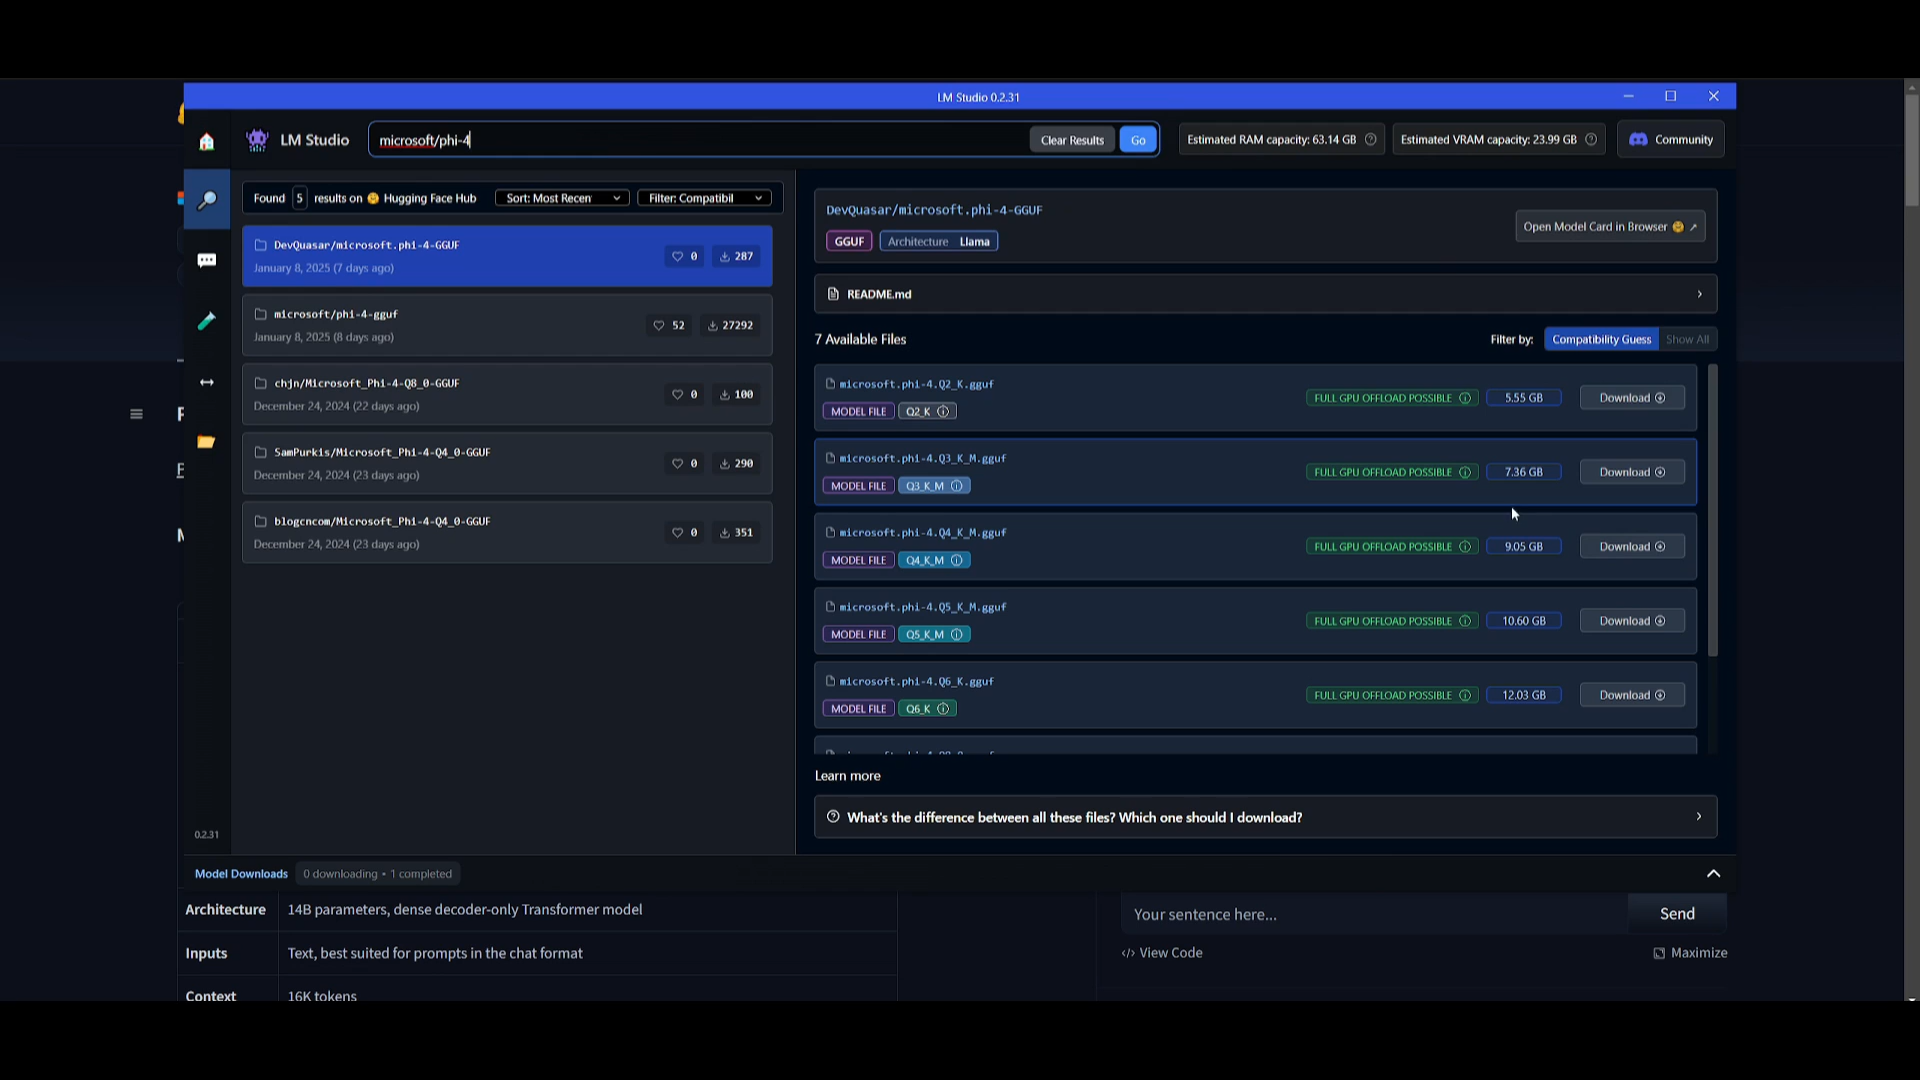 LM Studio 0.2.31
LM Studio
microsoft/phi-4
Clear Results
Go
Estimated RAM capacity: 63.14 GB
Estimated VRAM capacity: 23.99 GB
Community
Found 5 results on Hugging Face Hub
Sort: Most Recen
Filter: Compatibil
DevQuasar/microsoft.phi-4-GGUF
0
287
January 8, 2025 (7 days ago)
microsoft/phi-4-gguf
52
27292
January 8, 2025 (8 days ago)
chjn/Microsoft_Phi-4-Q8_0-GGUF
0
100
December 24, 2024 (22 days ago)
SamPurkis/Microsoft_Phi-4-Q4_0-GGUF
0
290
December 24, 2024 (23 days ago)
blogcncom/Microsoft_Phi-4-Q4_0-GGUF
0
351
December 24, 2024 (23 days ago)
0.2.31
DevQuasar/microsoft.phi-4-GGUF
GGUF
Architecture Llama
Open Model Card in Browser
README.md
7 Available Files
Filter by:
Compatibility Guess
Show All
microsoft.phi-4.Q2_K.gguf
MODEL FILE
Q2_K
FULL GPU OFFLOAD POSSIBLE
5.55 GB
Download
microsoft.phi-4.Q3_K_M.gguf
MODEL FILE
Q3_K_M
FULL GPU OFFLOAD POSSIBLE
7.36 GB
Download
microsoft.phi-4.Q4_K_M.gguf
MODEL FILE
Q4_K_M
FULL GPU OFFLOAD POSSIBLE
9.05 GB
Download
microsoft.phi-4.Q5_K_M.gguf
MODEL FILE
Q5_K_M
FULL GPU OFFLOAD POSSIBLE
10.60 GB
Download
microsoft.phi-4.Q6_K.gguf
MODEL FILE
Q6_K
FULL GPU OFFLOAD POSSIBLE
12.03 GB
Download
Learn more
What's the difference between all these files? Which one should I download?
Model Downloads
0 downloading • 1 completed
Architecture
14B parameters, dense decoder-only Transformer model
Inputs
Text, best suited for prompts in the chat format
Context
16K tokens
Your sentence here...
Send
</> View Code
Maximize